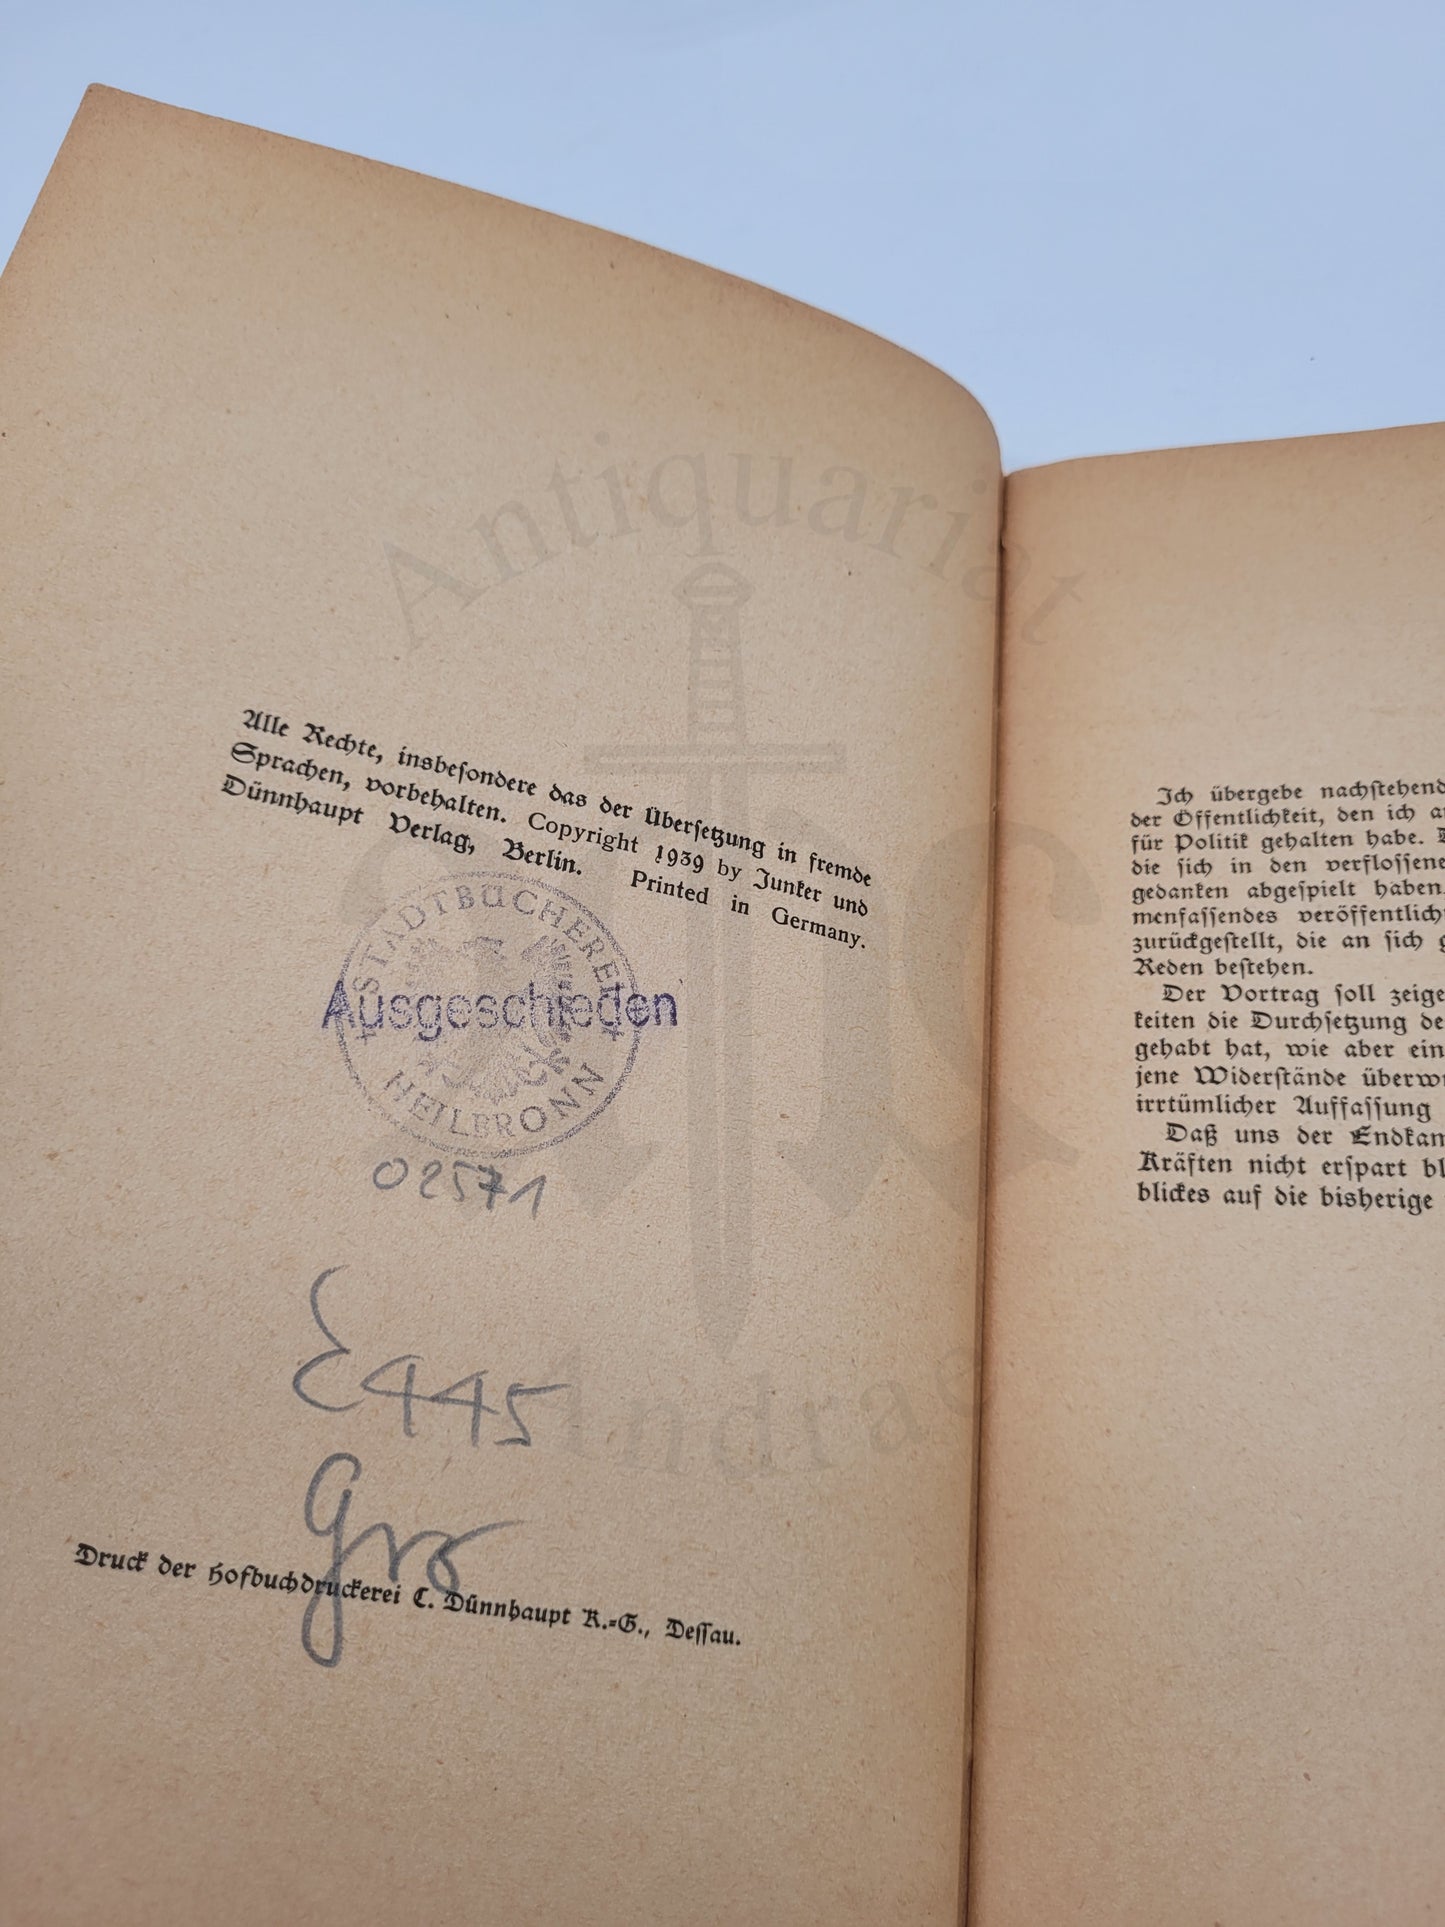 Alle Rechte, insbesondere das der Übersetzung in fremde
Sprachen, vorbehalten. Copyright 1939 by Junker und
Dünnhaupt Verlag, Berlin. Printed in Germany.
STADTBÜCHEREI
HEILBRONN
Ausgeschieden
02571
E445
Gro
Druck der Hofbuchdruckerei C. Dünnhaupt K.-G., Dessau.
Ich übergebe nachſtehend
der Öffentlichkeit, den ich
für Politik gehalten habe.
die ſich in den verfloſſene
gedanken abgeſpielt haben.
menfaſſendes veröffentlich
zurückgeſtellt, die an ſich
Reden beſtehen.
Der Vortrag ſoll zeige
keiten die Durchſetzung de
gehabt hat, wie aber ein
jene Widerſtände überw
irrtümlicher Auffaſſung
Daß uns der Endkam
Kräften nicht erſpart bl
blickes auf die bisherige
Antiquariat